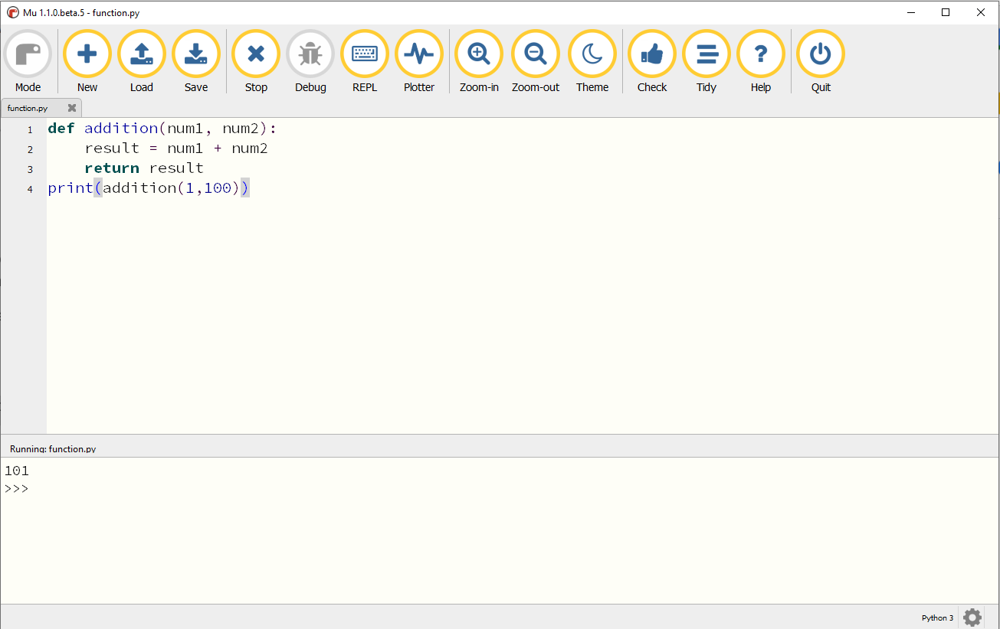 Mu 1.1.0.beta.5 - function.py
Mode New Load Save Stop Debug REPL Plotter Zoom-in Zoom-out Theme Check Tidy Help Quit
function.py
1 def addition(num1, num2):
2     result = num1 + num2
3     return result
4 print(addition(1,100))
Running: function.py
101
>>>
Python 3